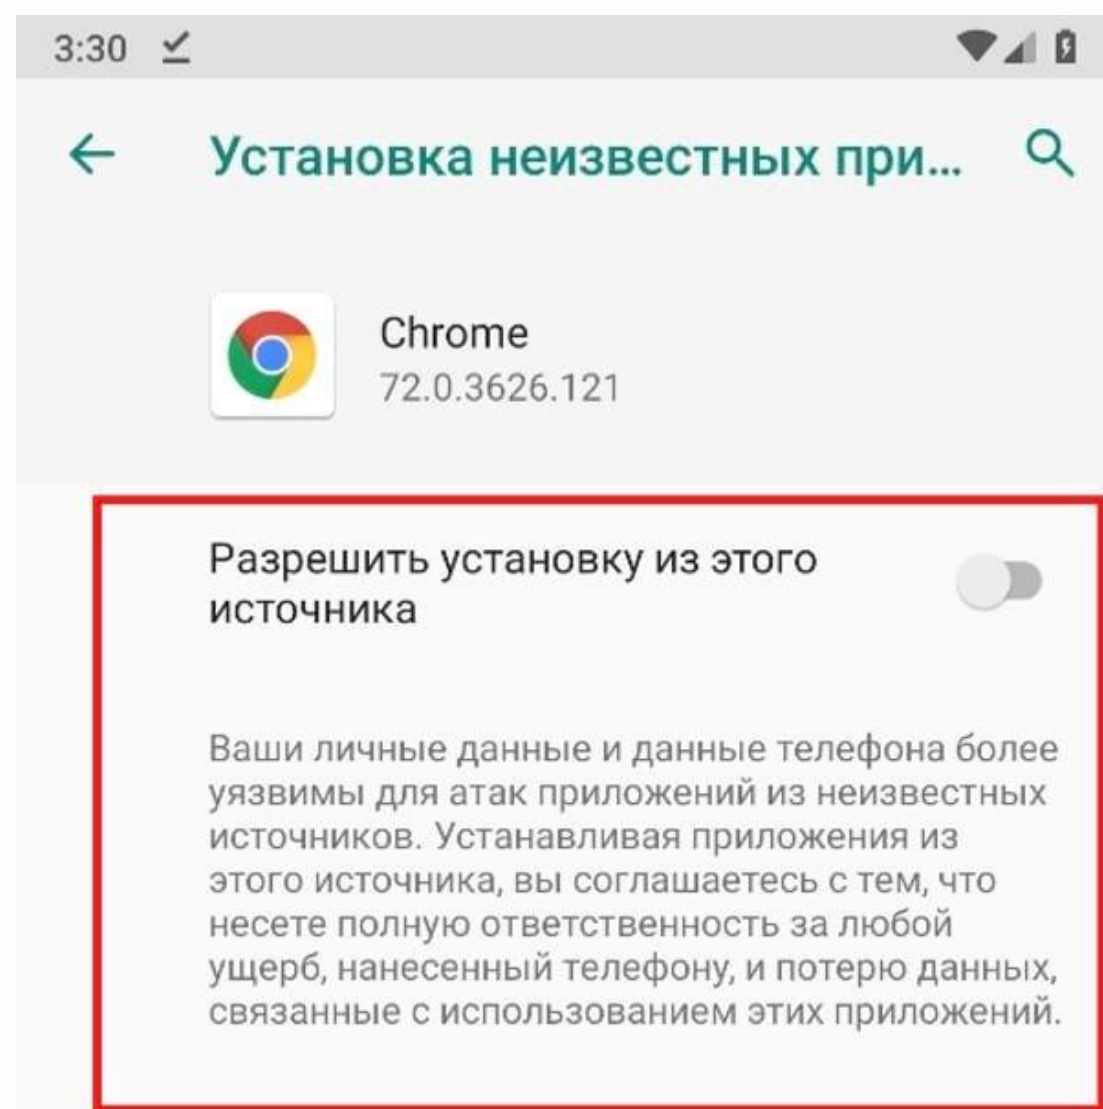 3:30
Установка неизвестных при...
Chrome
72.0.3626.121
Разрешить установку из этого
источника
Ваши личные данные и данные телефона более
уязвимы для атак приложений из неизвестных
источников. Устанавливая приложения из
этого источника, вы соглашаетесь с тем, что
несете полную ответственность за любой
ущерб, нанесенный телефону, и потерю данных,
связанные с использованием этих приложений.